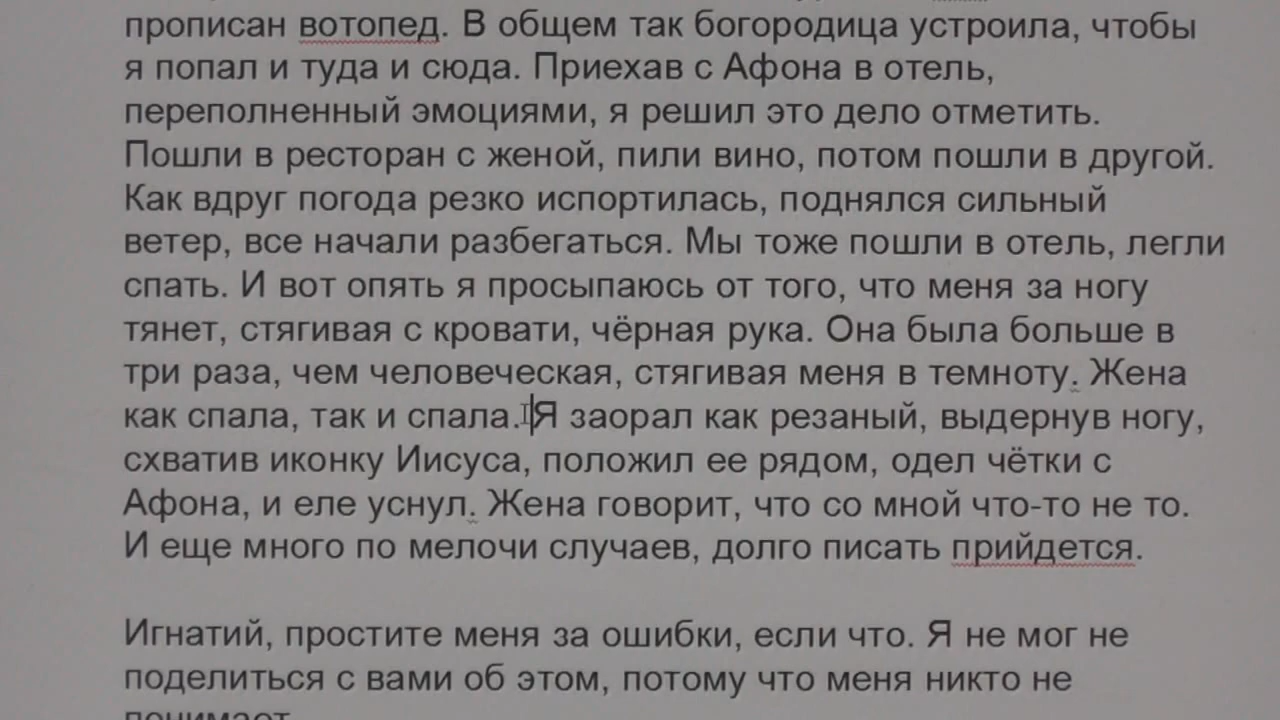 прописан вотопед. В общем так богородица устроила, чтобы
я попал и туда и сюда. Приехав с Афона в отель,
переполненный эмоциями, я решил это дело отметить.
Пошли в ресторан с женой, пили вино, потом пошли в другой.
Как вдруг погода резко испортилась, поднялся сильный
ветер, все начали разбегаться. Мы тоже пошли в отель, легли
спать. И вот опять я просыпаюсь от того, что меня за ногу
тянет, стягивая с кровати, чёрная рука. Она была больше в
три раза, чем человеческая, стягивая меня в темноту. Жена
как спала, так и спала. Я заорал как резаный, выдернув ногу,
схватив иконку Иисуса, положил ее рядом, одел чётки с
Афона, и еле уснул. Жена говорит, что со мной что-то не то.
И еще много по мелочи случаев, долго писать прийдется.
Игнатий, простите меня за ошибки, если что. Я не мог не
поделиться с вами об этом, потому что меня никто не